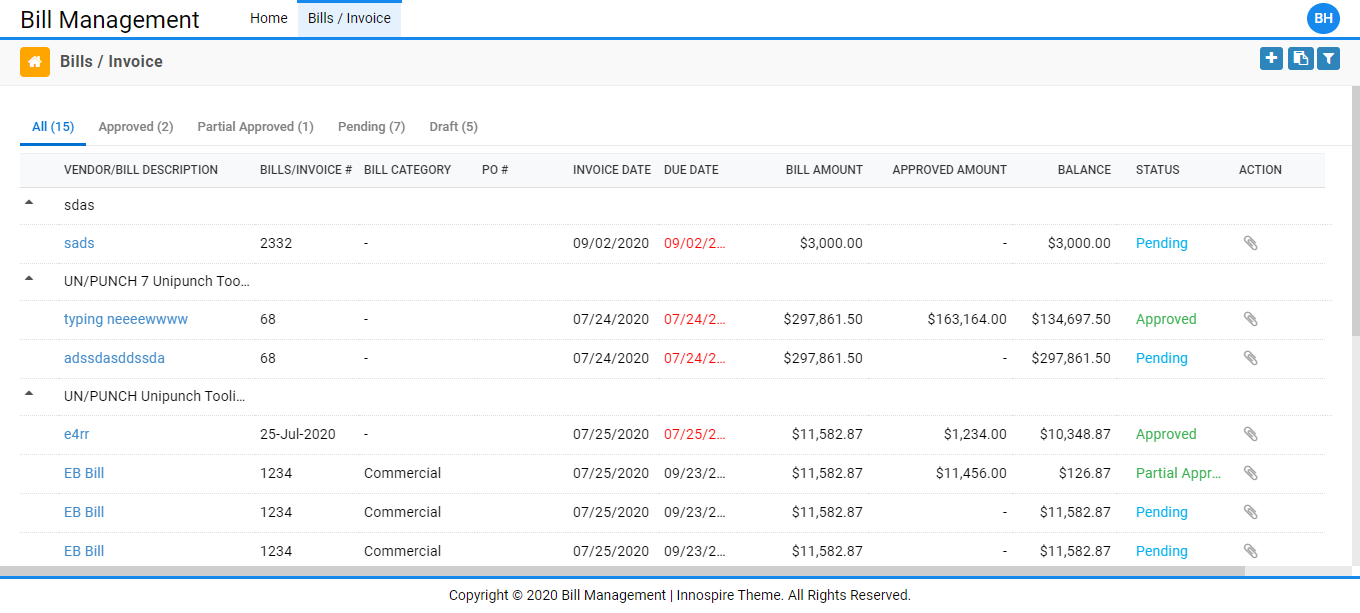 Bill Management Home Bills / Invoice BH
Bills / Invoice
All (15) Approved (2) Partial Approved (1) Pending (7) Draft (5)
VENDOR/BILL DESCRIPTION BILLS/INVOICE # BILL CATEGORY PO # INVOICE DATE DUE DATE BILL AMOUNT APPROVED AMOUNT BALANCE STATUS ACTION
sdas
sads 2332 - 09/02/2020 09/02/2... $3,000.00 - $3,000.00 Pending
UN/PUNCH 7 Unipunch Too...
typing neeeewwww 68 - 07/24/2020 07/24/2... $297,861.50 $163,164.00 $134,697.50 Approved
adssdasddssda 68 - 07/24/2020 07/24/2... $297,861.50 - $297,861.50 Pending
UN/PUNCH Unipunch Tooli...
e4rr 25-Jul-2020 - 07/25/2020 07/25/2... $11,582.87 $1,234.00 $10,348.87 Approved
EB Bill 1234 Commercial 07/25/2020 09/23/2... $11,582.87 $11,456.00 $126.87 Partial Appr...
EB Bill 1234 Commercial 07/25/2020 09/23/2... $11,582.87 - $11,582.87 Pending
EB Bill 1234 Commercial 07/25/2020 09/23/2... $11,582.87 - $11,582.87 Pending
Copyright © 2020 Bill Management | Innospire Theme. All Rights Reserved.